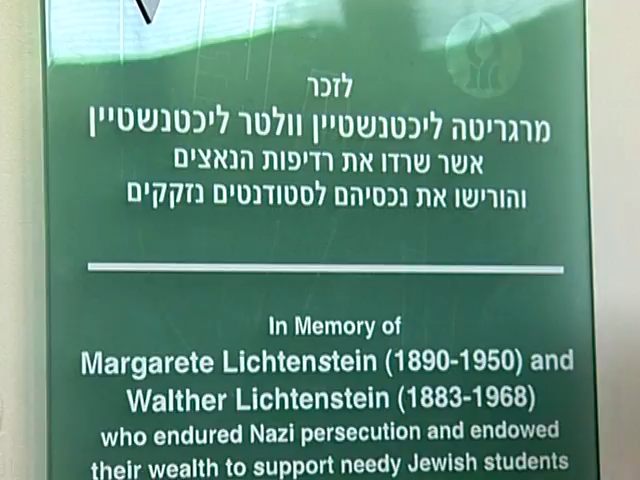 לזכר
מרגריטה ליכטנשטיין וולטר ליכטנשטיין
אשר שרדו את רדיפות הנאצים
והורישו את נכסיהם לסטודנטים נזקקים
In Memory of
Margarete Lichtenstein (1890-1950) and
Walther Lichtenstein (1883-1968)
who endured Nazi persecution and endowed
their wealth to support needy Jewish students